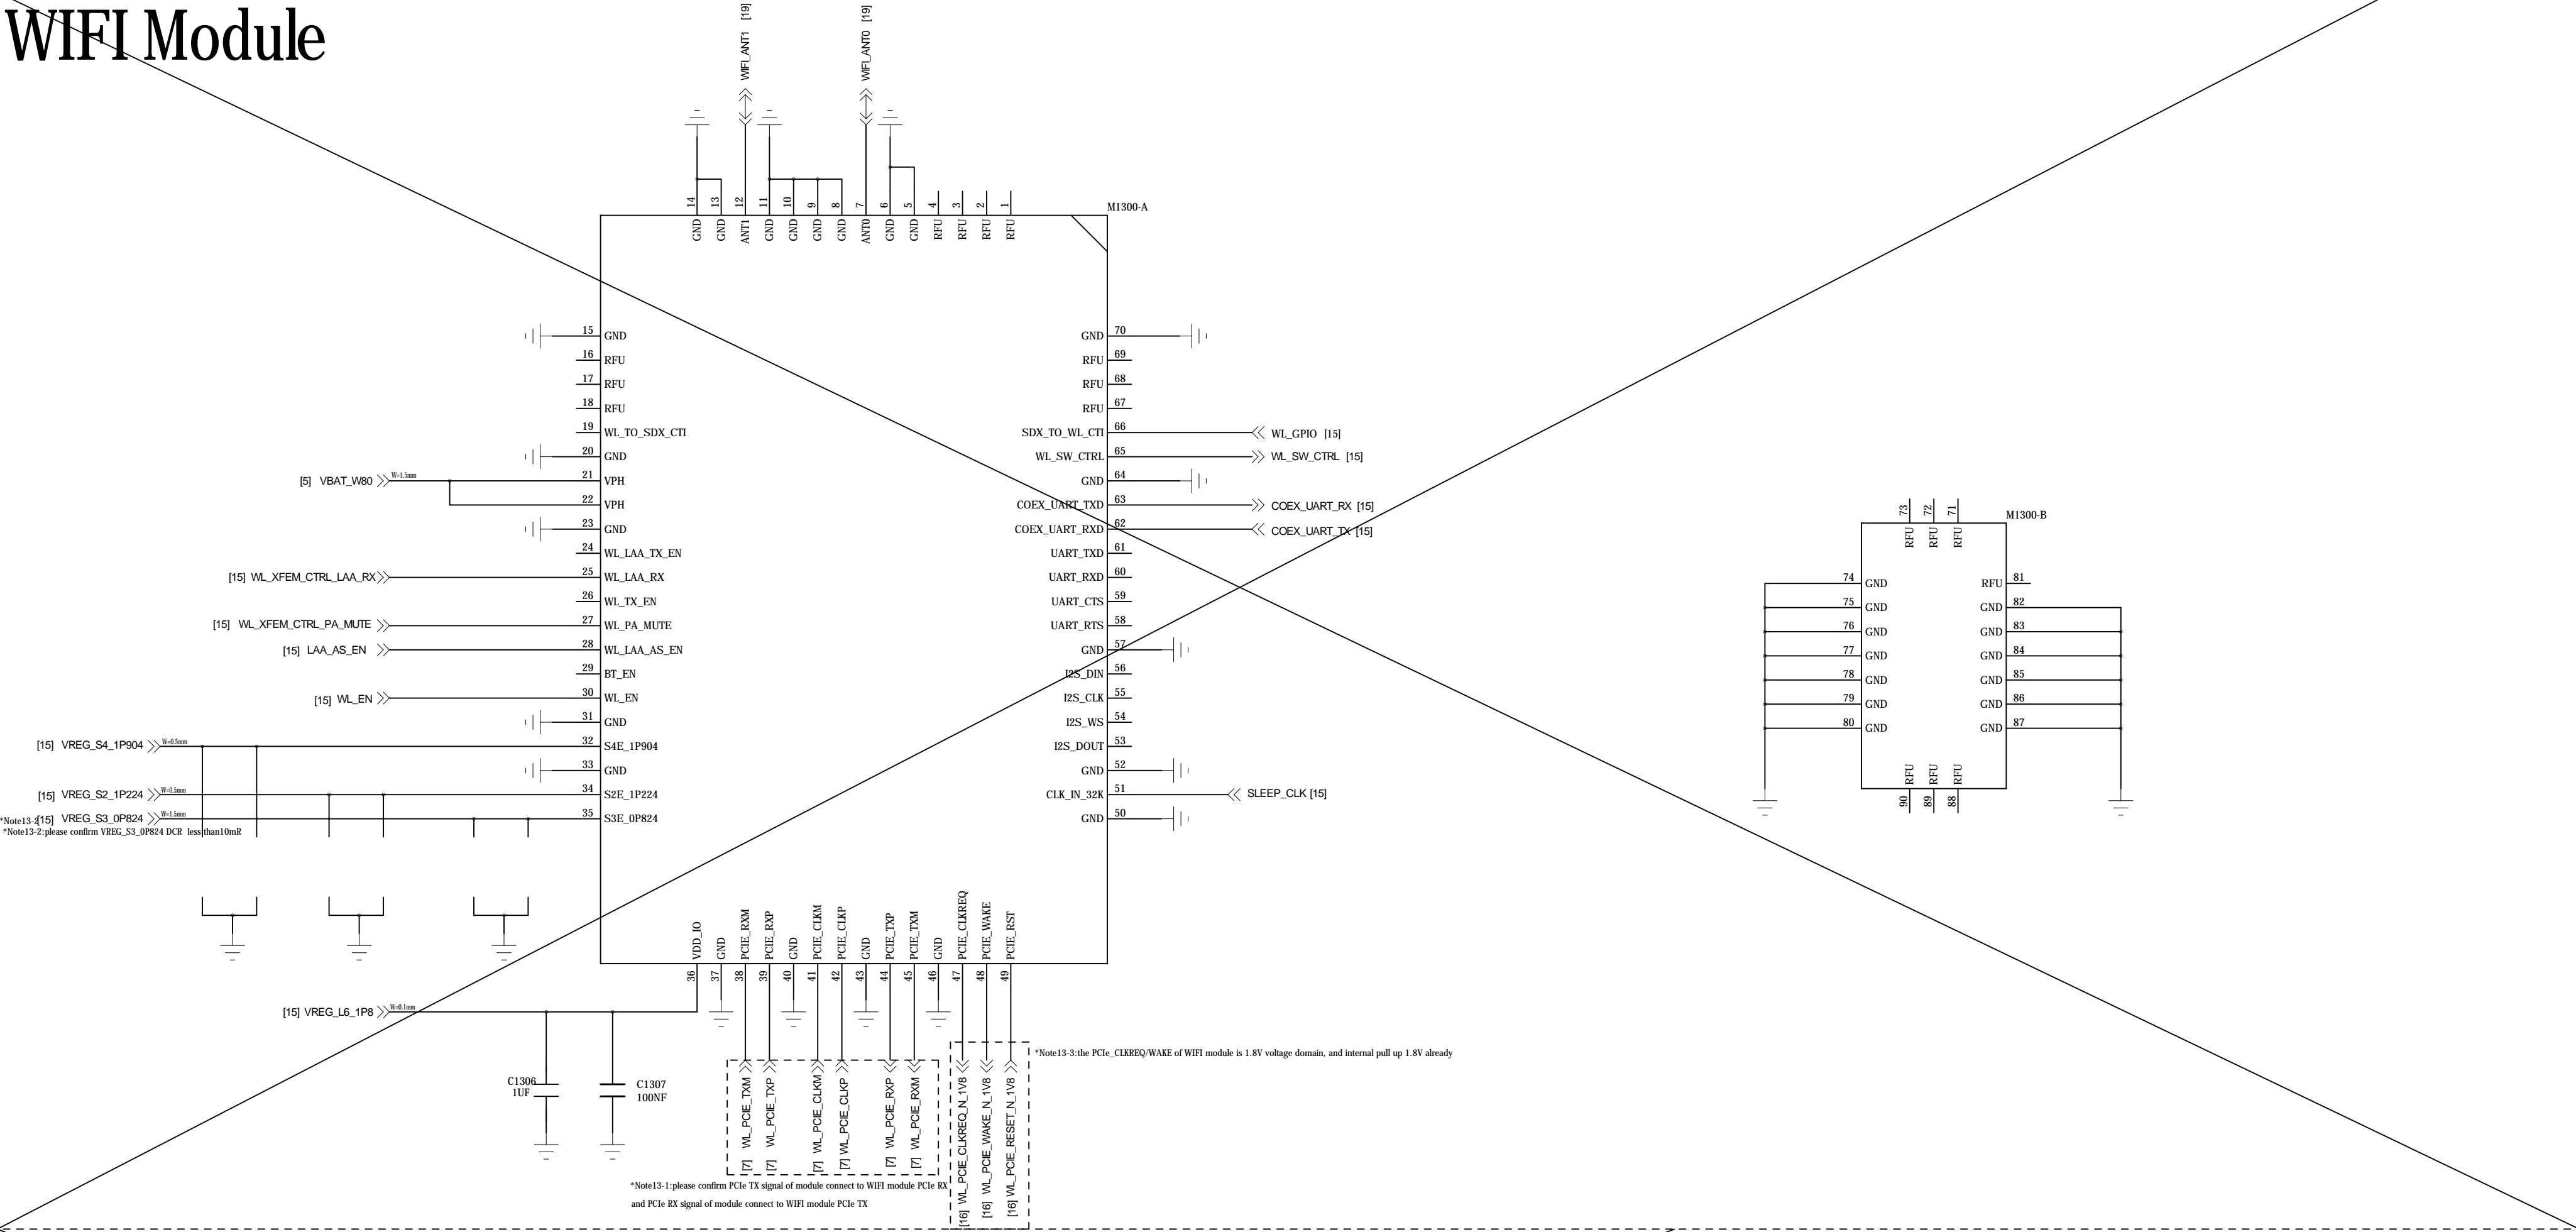 WIFI Module
WIFI_ANT1 [19]
WIFI_ANT0 [19]
14 13 12 11 10 9 8 7 6 5 4 3 2 1
GND GND ANT1 GND GND GND GND ANT0 GND GND RFU RFU RFU RFU
M1300-A
15 GND
16 RFU
17 RFU
18 RFU
19 WL_TO_SDX_CTI
20 GND
[5] VBAT_W80 W=1.5mm 21 VPH
22 VPH
23 GND
24 WL_LAA_TX_EN
[15] WL_XFEM_CTRL_LAA_RX 25 WL_LAA_RX
26 WL_TX_EN
[15] WL_XFEM_CTRL_PA_MUTE 27 WL_PA_MUTE
[15] LAA_AS_EN 28 WL_LAA_AS_EN
29 BT_EN
[15] WL_EN 30 WL_EN
31 GND
[15] VREG_S4_1P904 W=0.5mm 32 S4E_1P904
33 GND
[15] VREG_S2_1P224 W=0.5mm 34 S2E_1P224
*Note13-2 [15] VREG_S3_0P824 W=1.5mm 35 S3E_0P824
*Note13-2:please confirm VREG_S3_0P824 DCR less than10mR
GND 70
RFU 69
RFU 68
RFU 67
SDX_TO_WL_CTI 66 WL_GPIO [15]
WL_SW_CTRL 65 WL_SW_CTRL [15]
GND 64
COEX_UART_TXD 63 COEX_UART_RX [15]
COEX_UART_RXD 62 COEX_UART_TX [15]
UART_TXD 61
UART_RXD 60
UART_CTS 59
UART_RTS 58
GND 57
I2S_DIN 56
I2S_CLK 55
I2S_WS 54
I2S_DOUT 53
GND 52
CLK_IN_32K 51 SLEEP_CLK [15]
GND 50
VDD_IO GND PCIE_RXM PCIE_RXP GND PCIE_CLKM PCIE_CLKP GND PCIE_TXP PCIE_TXM GND PCIE_CLKREQ PCIE_WAKE PCIE_RST
36 37 38 39 40 41 42 43 44 45 46 47 48 49
[15] VREG_L6_1P8 W=0.1mm
C1306
1UF
C1307
100NF
[7] WL_PCIE_TXM
[7] WL_PCIE_TXP
[7] WL_PCIE_CLKM
[7] WL_PCIE_CLKP
[7] WL_PCIE_RXP
[7] WL_PCIE_RXM
[16] WL_PCIE_CLKREQ_N_1V8
[16] WL_PCIE_WAKE_N_1V8
[16] WL_PCIE_RESET_N_1V8
*Note13-3:the PCIe_CLKREQ/WAKE of WIFI module is 1.8V voltage domain, and internal pull up 1.8V already
*Note13-1:please confirm PCIe TX signal of module connect to WIFI module PCIe RX
and PCIe RX signal of module connect to WIFI module PCIe TX
M1300-B
73 72 71
RFU RFU RFU
74 GND
75 GND
76 GND
77 GND
78 GND
79 GND
80 GND
RFU 81
GND 82
GND 83
GND 84
GND 85
GND 86
GND 87
RFU RFU RFU
90 89 88